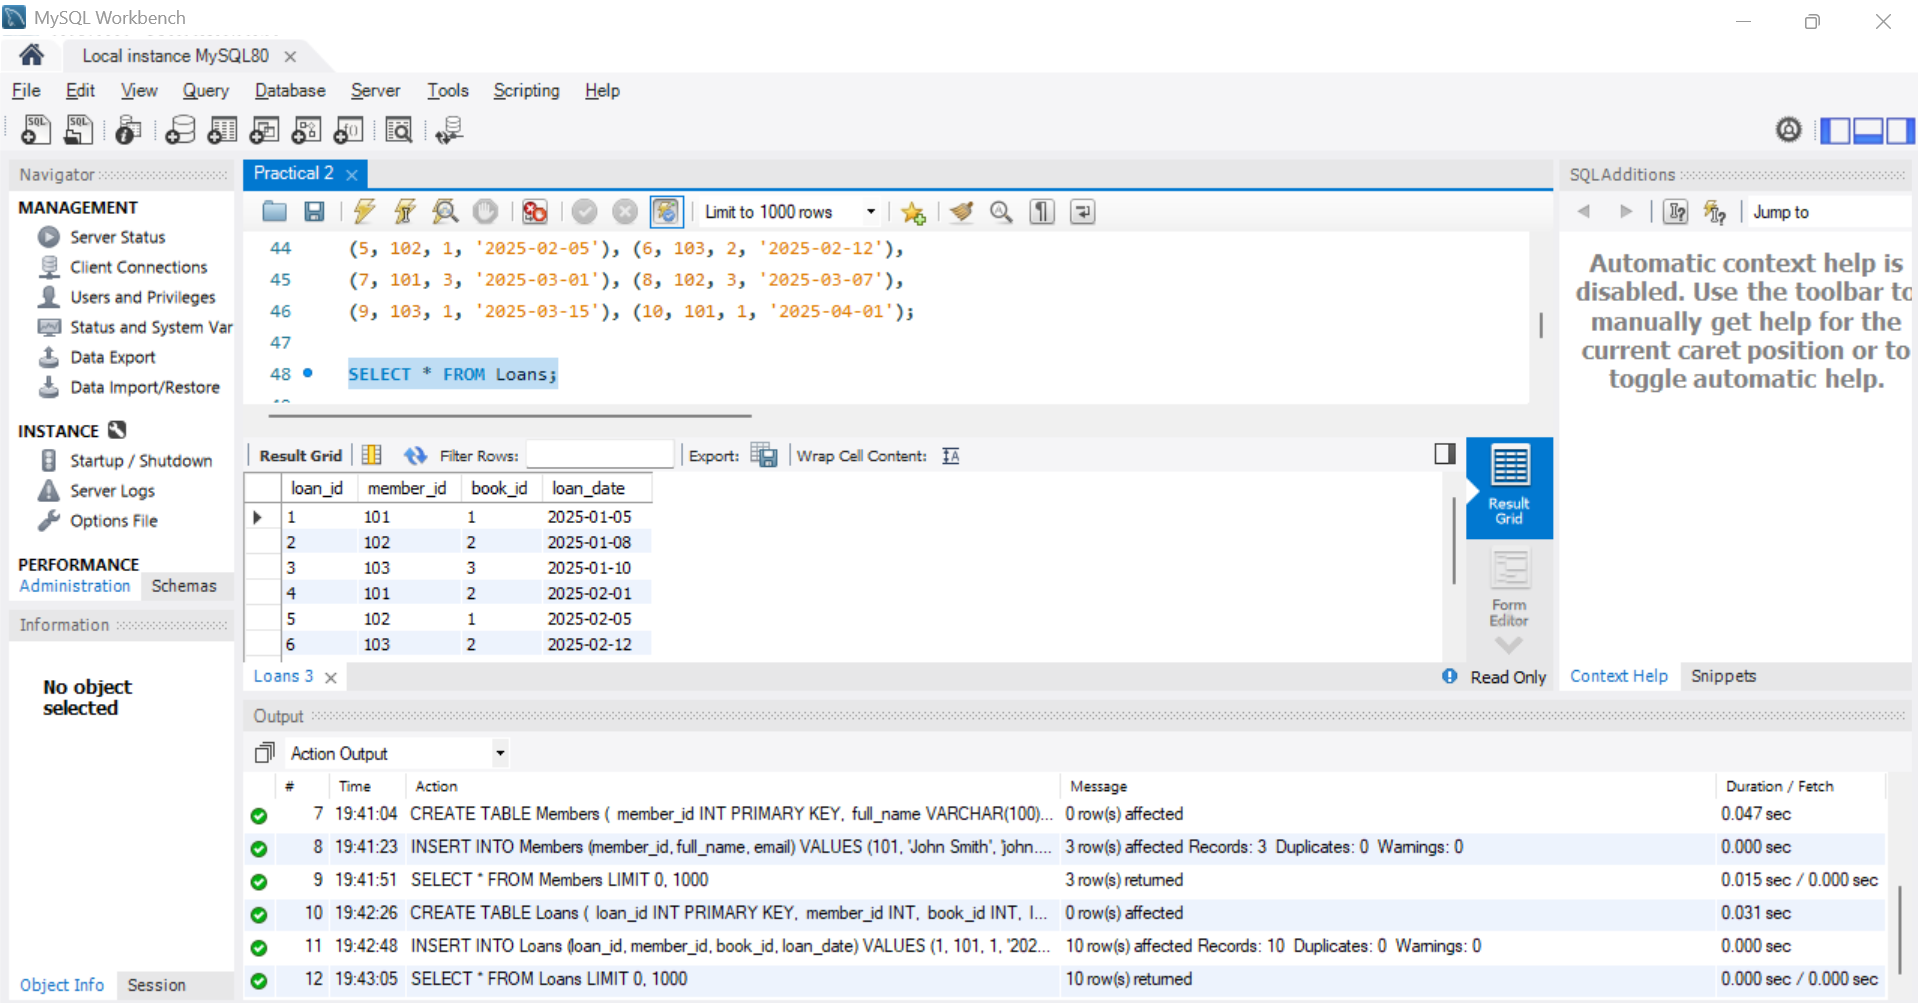 MySQL Workbench
Local instance MySQL80
File Edit View Query Database Server Tools Scripting Help
Navigator
MANAGEMENT
Server Status
Client Connections
Users and Privileges
Status and System Var
Data Export
Data Import/Restore
INSTANCE
Startup / Shutdown
Server Logs
Options File
PERFORMANCE
Administration Schemas
Information
No object
selected
Object Info Session
Practical 2
Limit to 1000 rows
44 (5, 102, 1, '2025-02-05'), (6, 103, 2, '2025-02-12'),
45 (7, 101, 3, '2025-03-01'), (8, 102, 3, '2025-03-07'),
46 (9, 103, 1, '2025-03-15'), (10, 101, 1, '2025-04-01');
47
48 SELECT * FROM Loans;
Result Grid Filter Rows: Export: Wrap Cell Content:
loan_id member_id book_id loan_date
1 101 1 2025-01-05
2 102 2 2025-01-08
3 103 3 2025-01-10
4 101 2 2025-02-01
5 102 1 2025-02-05
6 103 2 2025-02-12
Result
Grid
Form
Editor
Loans 3
Read Only
SQLAdditions
Jump to
Automatic context help is
disabled. Use the toolbar to
manually get help for the
current caret position or to
toggle automatic help.
Context Help Snippets
Output
Action Output
# Time Action Message Duration / Fetch
7 19:41:04 CREATE TABLE Members ( member_id INT PRIMARY KEY, full_name VARCHAR(100)... 0 row(s) affected 0.047 sec
8 19:41:23 INSERT INTO Members (member_id, full_name, email) VALUES (101, 'John Smith', 'john.... 3 row(s) affected Records: 3 Duplicates: 0 Warnings: 0 0.000 sec
9 19:41:51 SELECT * FROM Members LIMIT 0, 1000 3 row(s) returned 0.015 sec / 0.000 sec
10 19:42:26 CREATE TABLE Loans ( loan_id INT PRIMARY KEY, member_id INT, book_id INT, l... 0 row(s) affected 0.031 sec
11 19:42:48 INSERT INTO Loans (loan_id, member_id, book_id, loan_date) VALUES (1, 101, 1, '202... 10 row(s) affected Records: 10 Duplicates: 0 Warnings: 0 0.000 sec
12 19:43:05 SELECT * FROM Loans LIMIT 0, 1000 10 row(s) returned 0.000 sec / 0.000 sec